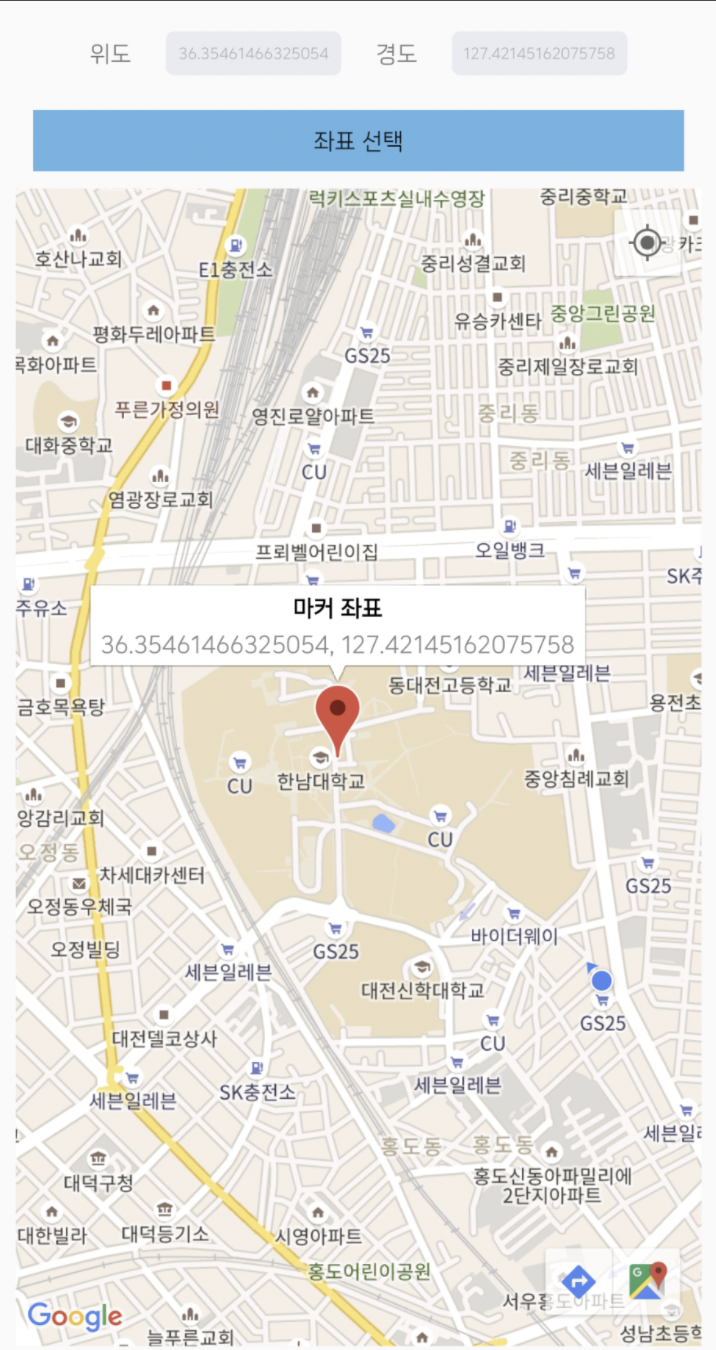 위도 36.35461466325054 경도 127.42145162075758
좌표 선택
럭키스포츠실내수영장
중리중학교
호산나교회
E1충전소
중리성결교회
유승카센타
중앙그린공원
평화두레아파트
GS25
목화아파트
중리제일장로교회
푸른가정의원
영진로얄아파트
중리동
대화중학교
CU
중리동
세븐일레븐
염광장로교회
프뢰벨어린이집
오일뱅크
SK주
주유소
마커 좌표
36.35461466325054, 127.42145162075758
세븐일레븐
동대전고등학교
금호목욕탕
용전초
CU
한남대학교
중앙침례교회
앙감리교회
CU
오정동
차세대카센터
GS25
오정동우체국
바이더웨이
오정빌딩
GS25
세븐일레븐
대전신학대학교
GS25
대전델코상사
CU
세븐일레븐
SK충전소
세븐일레븐
세븐일레
홍도동
홍도동
대덕구청
홍도신동아파밀리에
2단지아파트
대한빌라
대덕등기소
시영아파트
홍도어린이공원
서우홍도아파트
Google
늘푸른교회
성남초등학